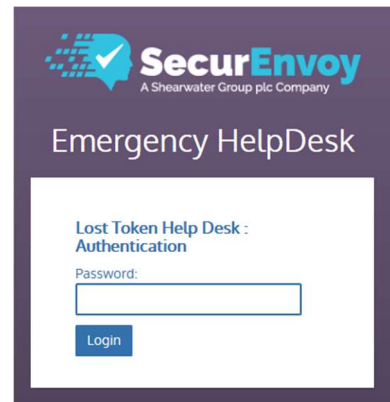 SecurEnvoy
A Shearwater Group plc Company
Emergency HelpDesk
Lost Token Help Desk :
Authentication
Password:
Login